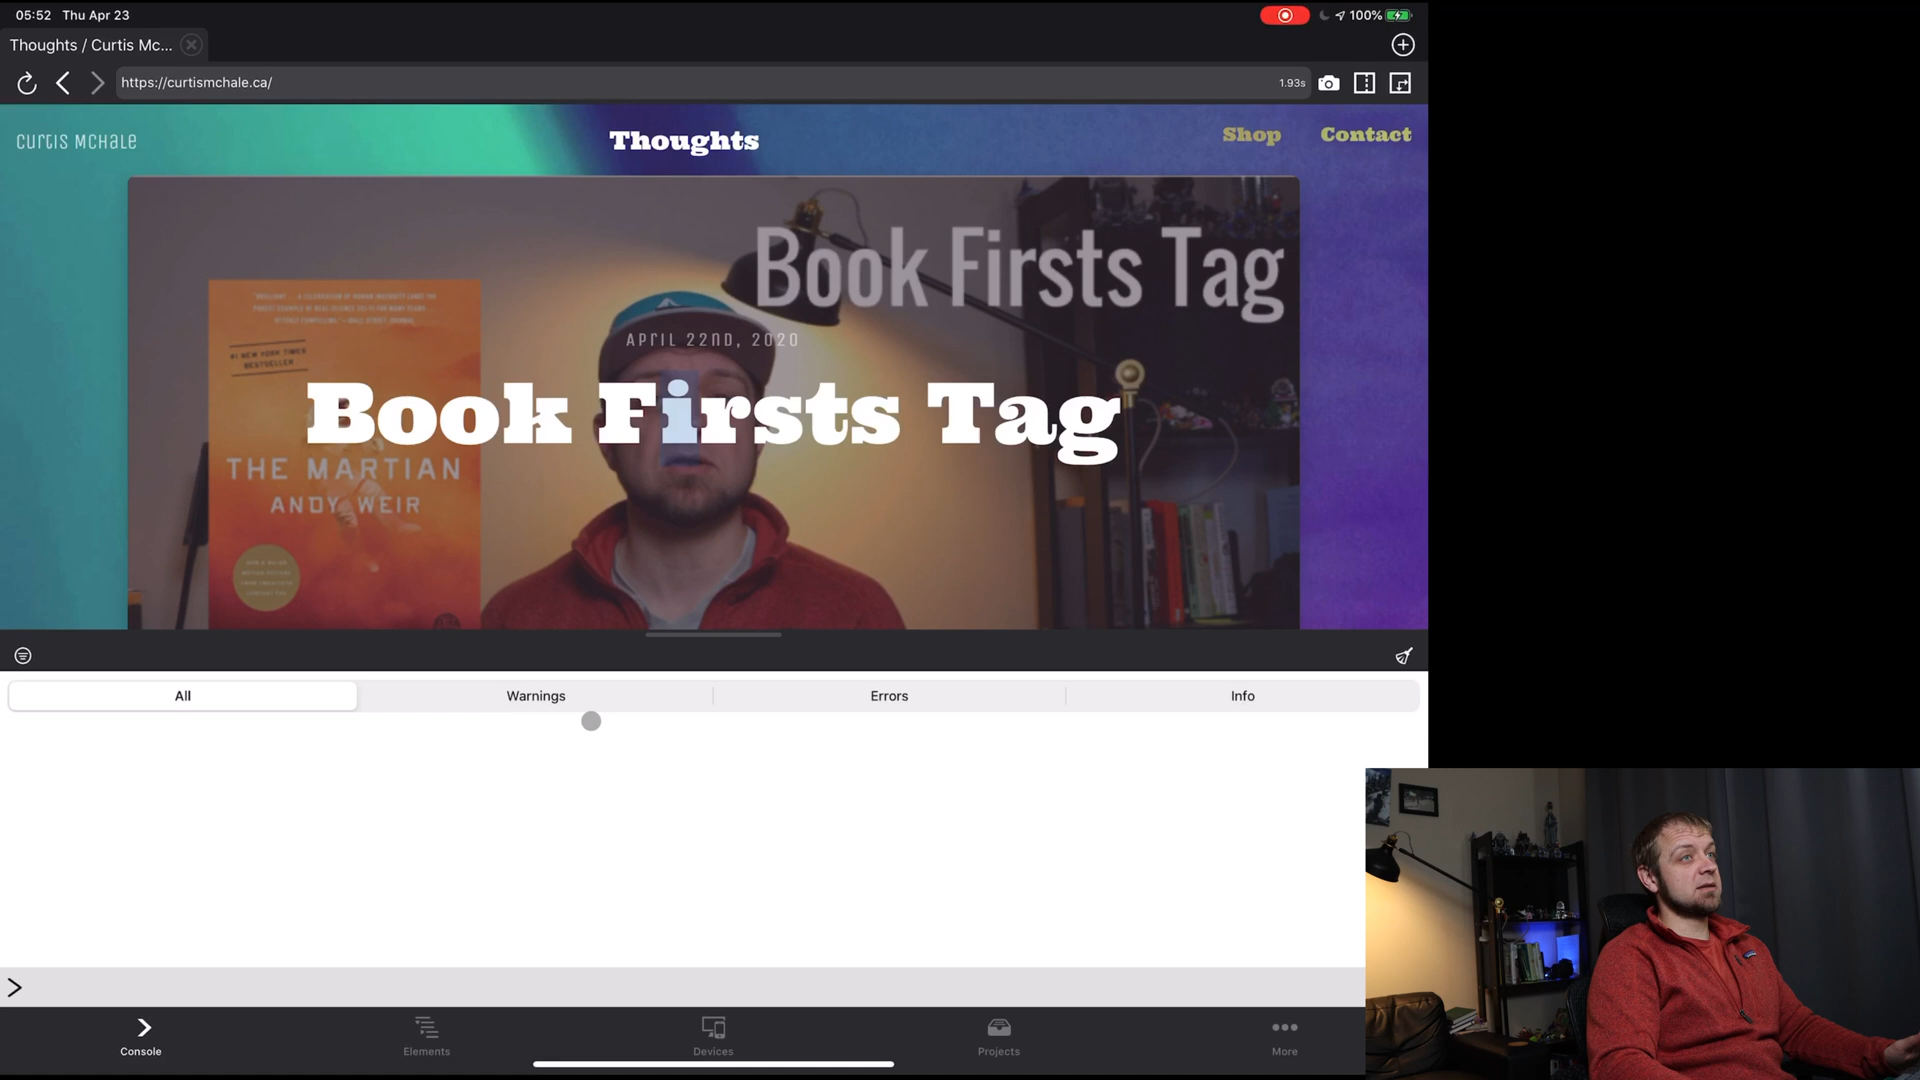 05:52 Thu Apr 23
100%
Thoughts / Curtis Mc...
https://curtismchale.ca/
1.93s
Curtis McHale
Thoughts
Shop
Contact
Book Firsts Tag
#1 NEW YORK TIMES
BESTSELLER
APRIL 22ND, 2020
Book Firsts Tag
THE MARTIAN
ANDY WEIR
All
Warnings
Errors
Info
>
Console
Elements
Devices
Projects
More